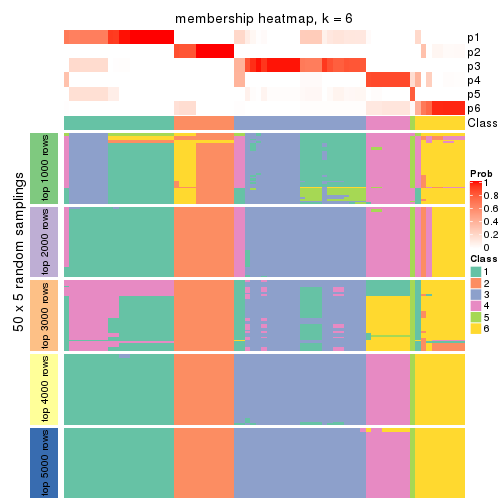 membership heatmap, k = 6
p1
p2
p3
p4
p5
p6
Class
50 x 5 random samplings
top 1000 rows
top 2000 rows
top 3000 rows
top 4000 rows
top 5000 rows
Prob
1
0.8
0.6
0.4
0.2
0
Class
1
2
3
4
5
6